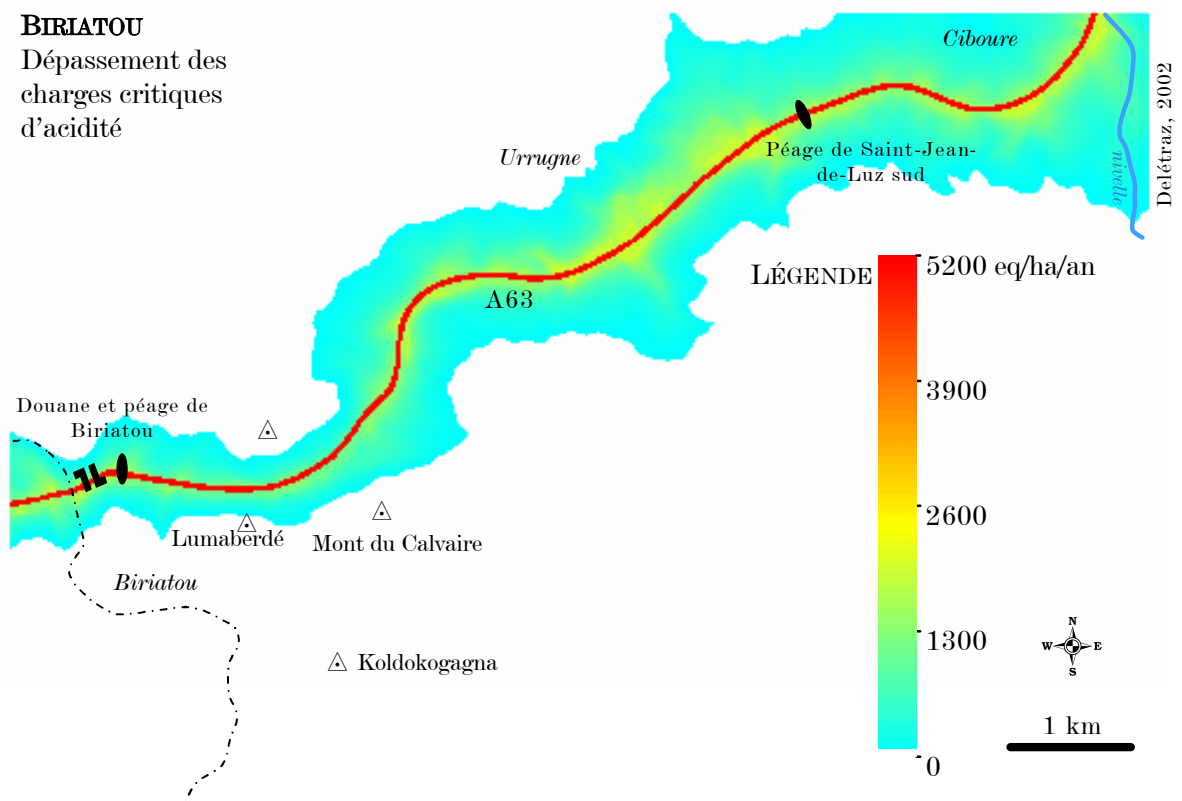 BIRIATOU
Dépassement des
charges critiques
d'acidité
Ciboure
Urrugne
Péage de Saint-Jean-
de-Luz sud
nivelle
Delétraz, 2002
LÉGENDE
5200 eq/ha/an
3900
2600
1300
0
A63
Douane et péage de
Biriatou
Lumaberdé
Mont du Calvaire
Biriatou
Koldokogagna
N
W
E
S
1 km